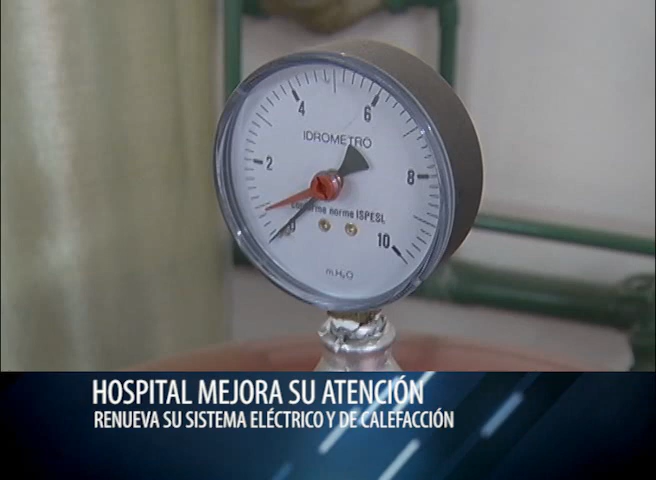 4
6
IDROMETRO
2
8
conforme norme ISPESL
0
10
m.H₂O
HOSPITAL MEJORA SU ATENCIÓN
RENUEVA SU SISTEMA ELÉCTRICO Y DE CALEFACCIÓN